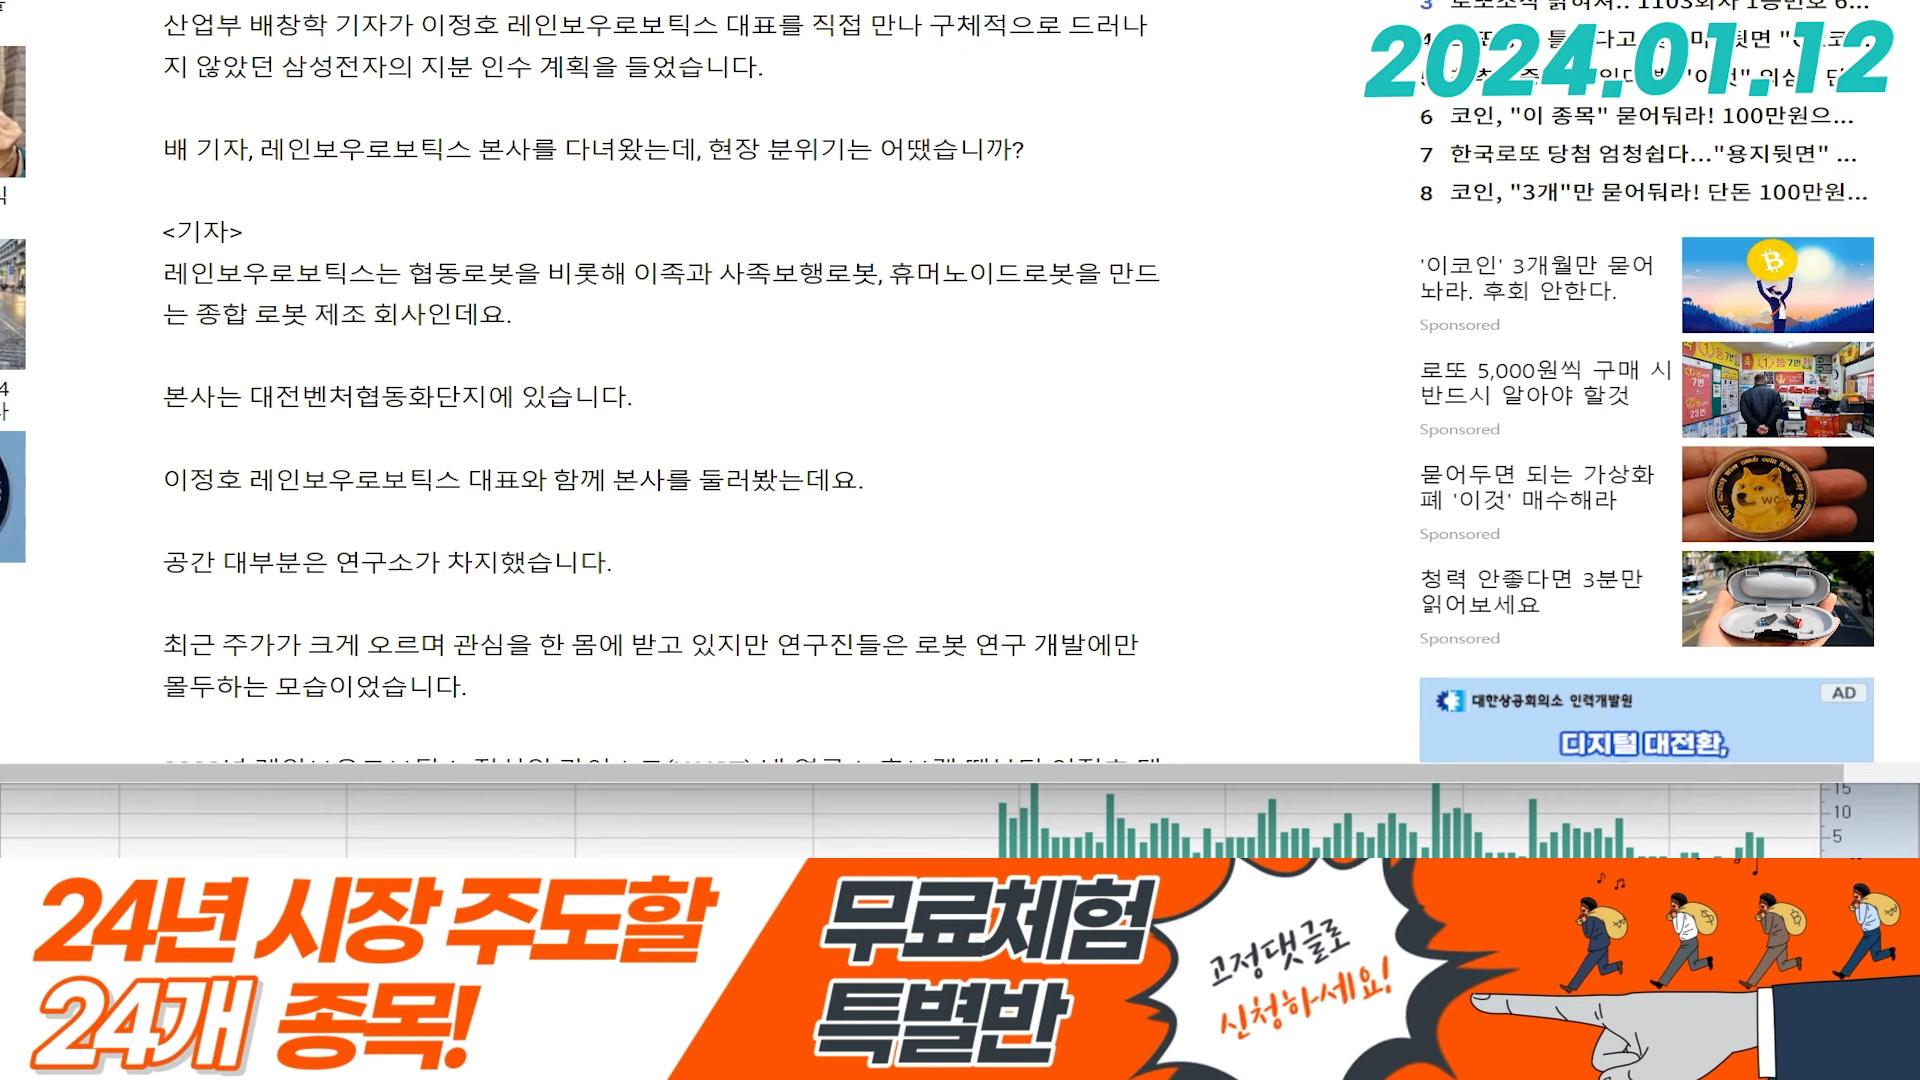 산업부 배창학 기자가 이정호 레인보우로보틱스 대표를 직접 만나 구체적으로 드러나
지 않았던 삼성전자의 지분 인수 계획을 들었습니다.
배 기자, 레인보우로보틱스 본사를 다녀왔는데, 현장 분위기는 어땠습니까?
<기자>
레인보우로보틱스는 협동로봇을 비롯해 이족과 사족보행로봇, 휴머노이드로봇을 만드
는 종합 로봇 제조 회사인데요.
본사는 대전벤처협동화단지에 있습니다.
이정호 레인보우로보틱스 대표와 함께 본사를 둘러봤는데요.
공간 대부분은 연구소가 차지했습니다.
최근 주가가 크게 오르며 관심을 한 몸에 받고 있지만 연구진들은 로봇 연구 개발에만
몰두하는 모습이었습니다.
2024.01.12
6 코인, "이 종목" 묻어둬라! 100만원으...
7 한국로또 당첨 엄청쉽다..."용지뒷면" ...
8 코인, "3개"만 묻어둬라! 단돈 100만원...
'이코인' 3개월만 묻어
놔라. 후회 안한다.
Sponsored
로또 5,000원씩 구매 시
반드시 알아야 할것
Sponsored
묻어두면 되는 가상화
폐 '이것' 매수해라
Sponsored
청력 안좋다면 3분만
읽어보세요
Sponsored
대한상공회의소 인력개발원
AD
디지털 대전환,
15
10
5
24년 시장 주도할
24개 종목!
무료체험
특별반
고정댓글로
신청하세요!